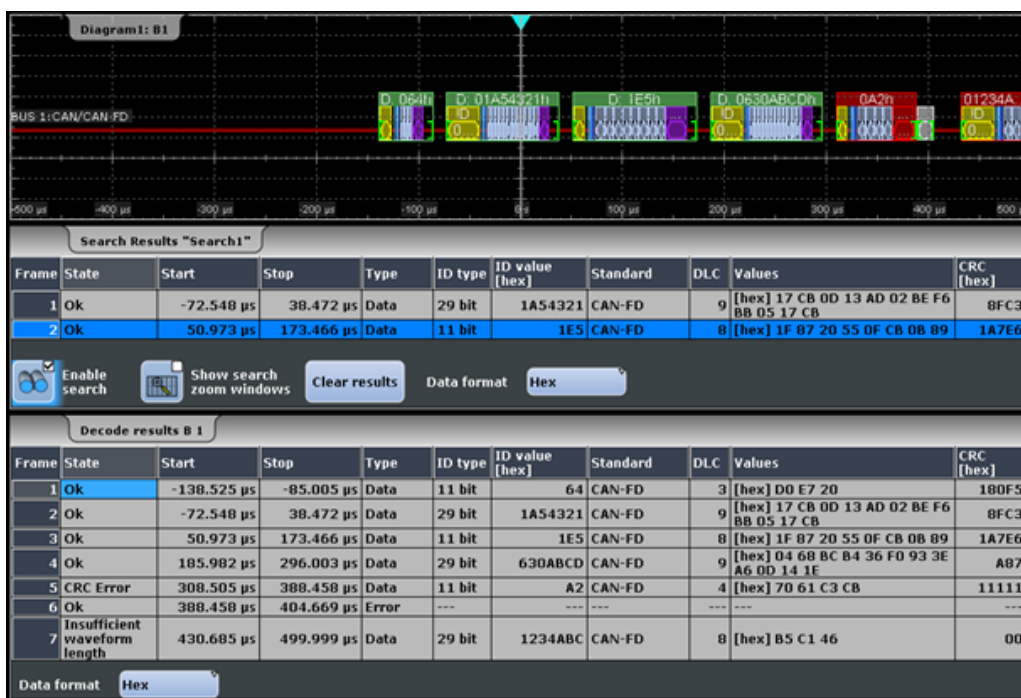 Diagram1: B1
D: 064h D: 01A54321h D: 1E5h D: 0630ABCDh 0A2h 01234A
ID ID ID
BUS 1:CAN/CAN-FD
-500 µs -400 µs -300 µs -200 µs -100 µs 0 s 100 µs 200 µs 300 µs 400 µs 500
Search Results "Search1"
Frame State Start Stop Type ID type ID value [hex] Standard DLC Values CRC [hex]
1 Ok -72.548 µs 38.472 µs Data 29 bit 1A54321 CAN-FD 9 [hex] 17 CB 0D 13 AD 02 BE F6
BB 05 17 CB 8FC3
2 Ok 50.973 µs 173.466 µs Data 11 bit 1E5 CAN-FD 8 [hex] 1F 87 20 55 0F CB 0B 89 1A7E6
Enable search Show search zoom windows Clear results Data format Hex
Decode results B 1
Frame State Start Stop Type ID type ID value [hex] Standard DLC Values CRC [hex]
1 Ok -138.525 µs -85.005 µs Data 11 bit 64 CAN-FD 3 [hex] D0 E7 20 180F5
2 Ok -72.548 µs 38.472 µs Data 29 bit 1A54321 CAN-FD 9 [hex] 17 CB 0D 13 AD 02 BE F6
BB 05 17 CB 8FC3
3 Ok 50.973 µs 173.466 µs Data 11 bit 1E5 CAN-FD 8 [hex] 1F 87 20 55 0F CB 0B 89 1A7E6
4 Ok 185.982 µs 296.003 µs Data 29 bit 630ABCD CAN-FD 9 [hex] 04 68 BC B4 36 F0 93 3E
A6 0D 14 1E A87
5 CRC Error 308.505 µs 388.458 µs Data 11 bit A2 CAN-FD 4 [hex] 70 61 C3 CB 11111
6 Ok 388.458 µs 404.669 µs Error --- --- --- --- --- ---
7 Insufficient waveform length 430.685 µs 499.999 µs Data 29 bit 1234ABC CAN-FD 8 [hex] B5 C1 46 00
Data format Hex